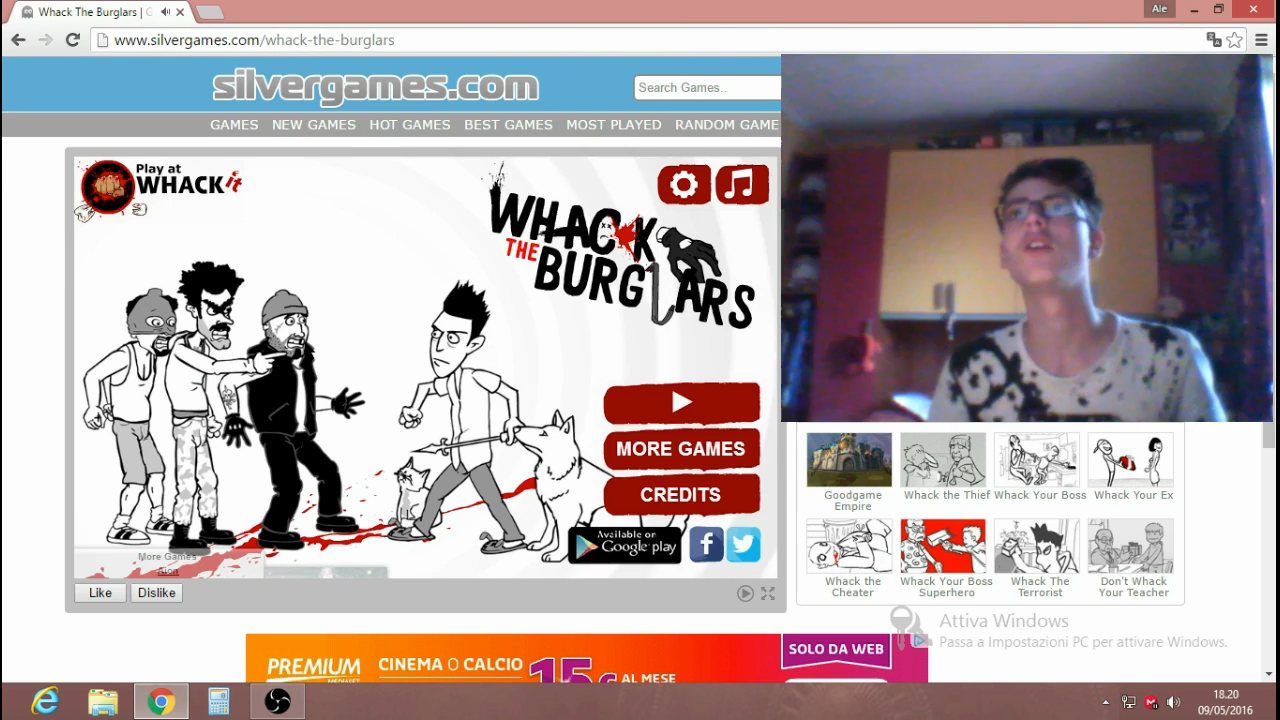 Whack The Burglars | G
Ale
www.silvergames.com/whack-the-burglars
silvergames.com
Search Games..
GAMES NEW GAMES HOT GAMES BEST GAMES MOST PLAYED RANDOM GAME
Play at
WHACK it
WHACK
THE
BURGLARS
MORE GAMES
CREDITS
Available on
Google play
More Games
Like
Dislike
Goodgame
Empire
Whack the Thief
Whack Your Boss
Whack Your Ex
Whack the
Cheater
Whack Your Boss
Superhero
Whack The
Terrorist
Don't Whack
Your Teacher
Attiva Windows
Passa a Impostazioni PC per attivare Windows.
PREMIUM
MEDIASET
CINEMA O CALCIO
15€
AL MESE
SOLO DA WEB
18.20
09/05/2016